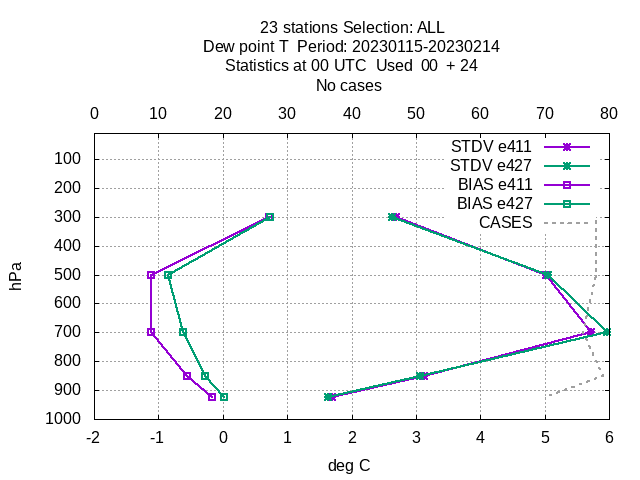 23 stations Selection: ALL
Dew point T  Period: 20230115-20230214
Statistics at 00 UTC  Used  00  + 24
No cases
0 10 20 30 40 50 60 70 80
STDV e411
STDV e427
BIAS e411
BIAS e427
CASES
100
200
300
400
500
600
700
800
900
1000
hPa
-2 -1 0 1 2 3 4 5 6
deg C